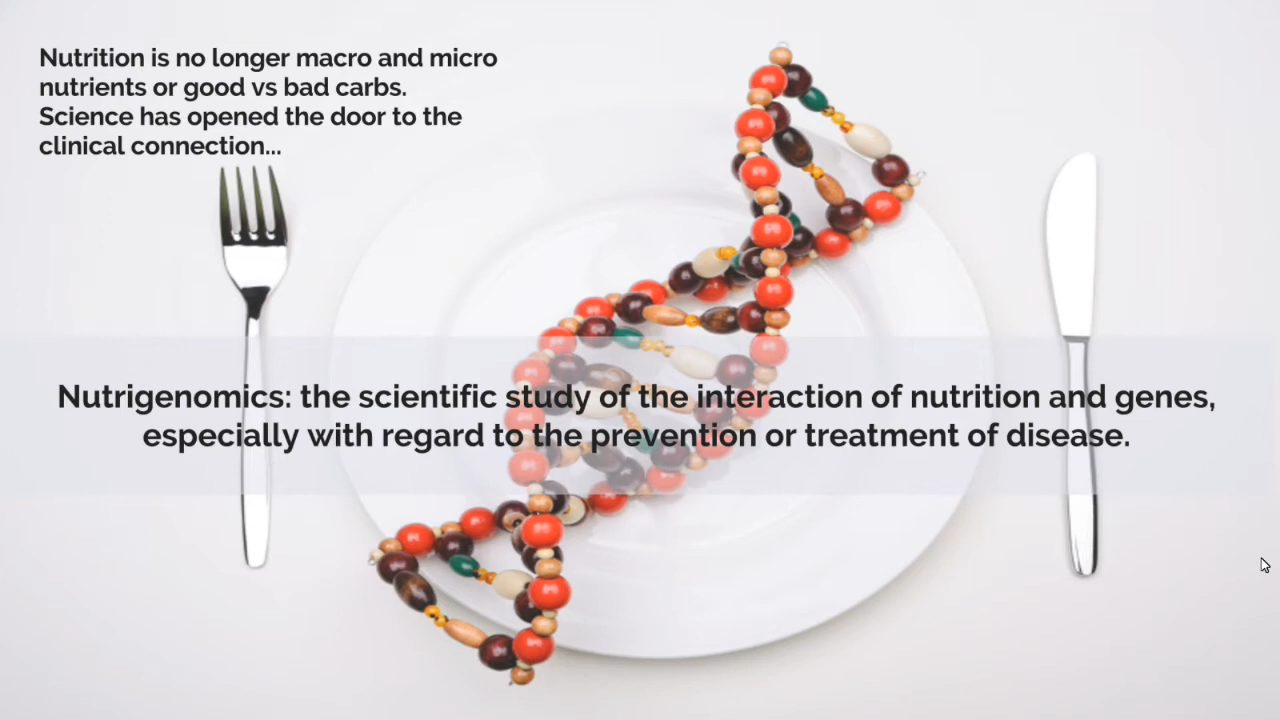 Nutrition is no longer macro and micro
nutrients or good vs bad carbs.
Science has opened the door to the
clinical connection...
Nutrigenomics: the scientific study of the interaction of nutrition and genes,
especially with regard to the prevention or treatment of disease.